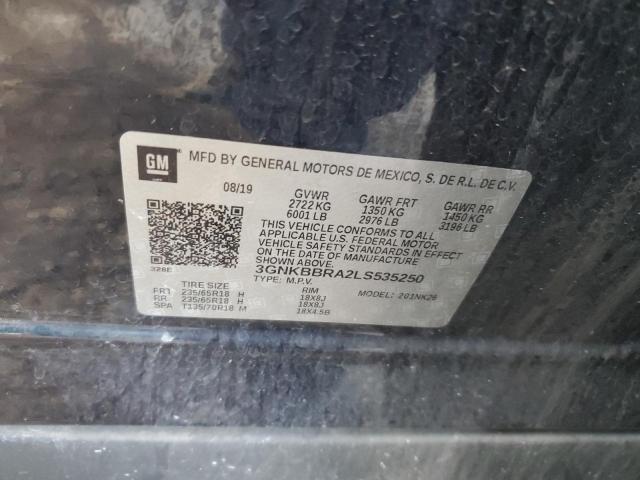 GM
MFD BY GENERAL MOTORS DE MEXICO, S. DE R.L. DE C.V.
08/19 GVWR GAWR FRT GAWR RR
2722 KG 1350 KG 1450 KG
6001 LB 2976 LB 3196 LB
THIS VEHICLE CONFORMS TO ALL
APPLICABLE U.S. FEDERAL MOTOR
VEHICLE SAFETY STANDARDS IN EFFECT
ON THE DATE OF MANUFACTURE SHOWN ABOVE.
3GNKBBRA2LS535250
TYPE: M.P.V. MODEL: 201NK26
328E
TIRE SIZE RIM
FRT 235/65R18 H 18X8J
RR 235/65R18 H 18X8J
SPA T135/70R18 M 18X4.5B